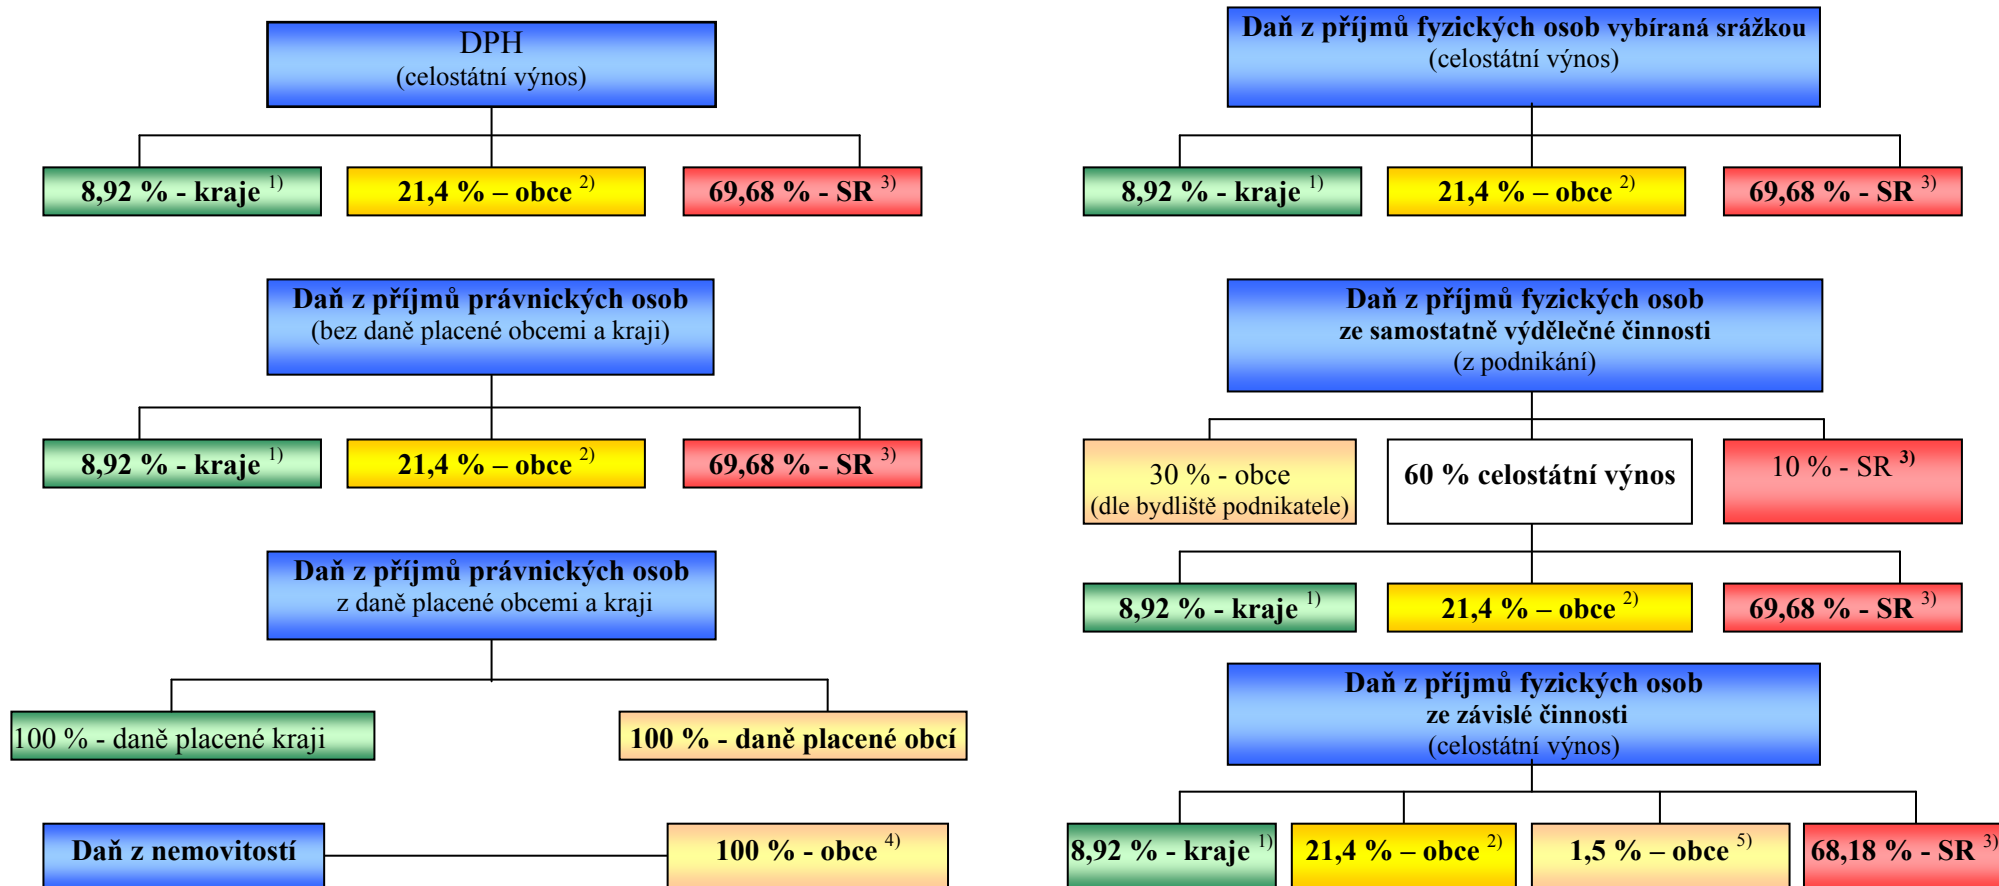 DPH
(celostátní výnos)
8,92 % - kraje 1)
21,4 % – obce 2)
69,68 % - SR 3)
Daň z příjmů právnických osob
(bez daně placené obcemi a kraji)
8,92 % - kraje 1)
21,4 % – obce 2)
69,68 % - SR 3)
Daň z příjmů právnických osob
z daně placené obcemi a kraji
100 % - daně placené kraji
100 % - daně placené obcí
Daň z nemovitostí
100 % - obce 4)
Daň z příjmů fyzických osob vybíraná srážkou
(celostátní výnos)
8,92 % - kraje 1)
21,4 % – obce 2)
69,68 % - SR 3)
Daň z příjmů fyzických osob
ze samostatně výdělečné činnosti
(z podnikání)
30 % - obce
(dle bydliště podnikatele)
60 % celostátní výnos
10 % - SR 3)
8,92 % - kraje 1)
21,4 % – obce 2)
69,68 % - SR 3)
Daň z příjmů fyzických osob
ze závislé činnosti
(celostátní výnos)
8,92 % - kraje 1)
21,4 % – obce 2)
1,5 % – obce 5)
68,18 % - SR 3)